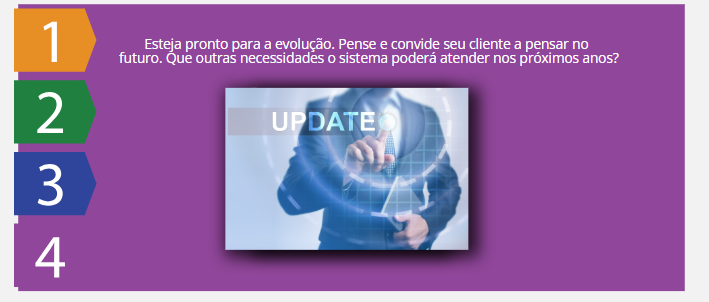 1
Esteja pronto para a evolução. Pense e convide seu cliente a pensar no
futuro. Que outras necessidades o sistema poderá atender nos próximos anos?
2
UPDATE
3
4